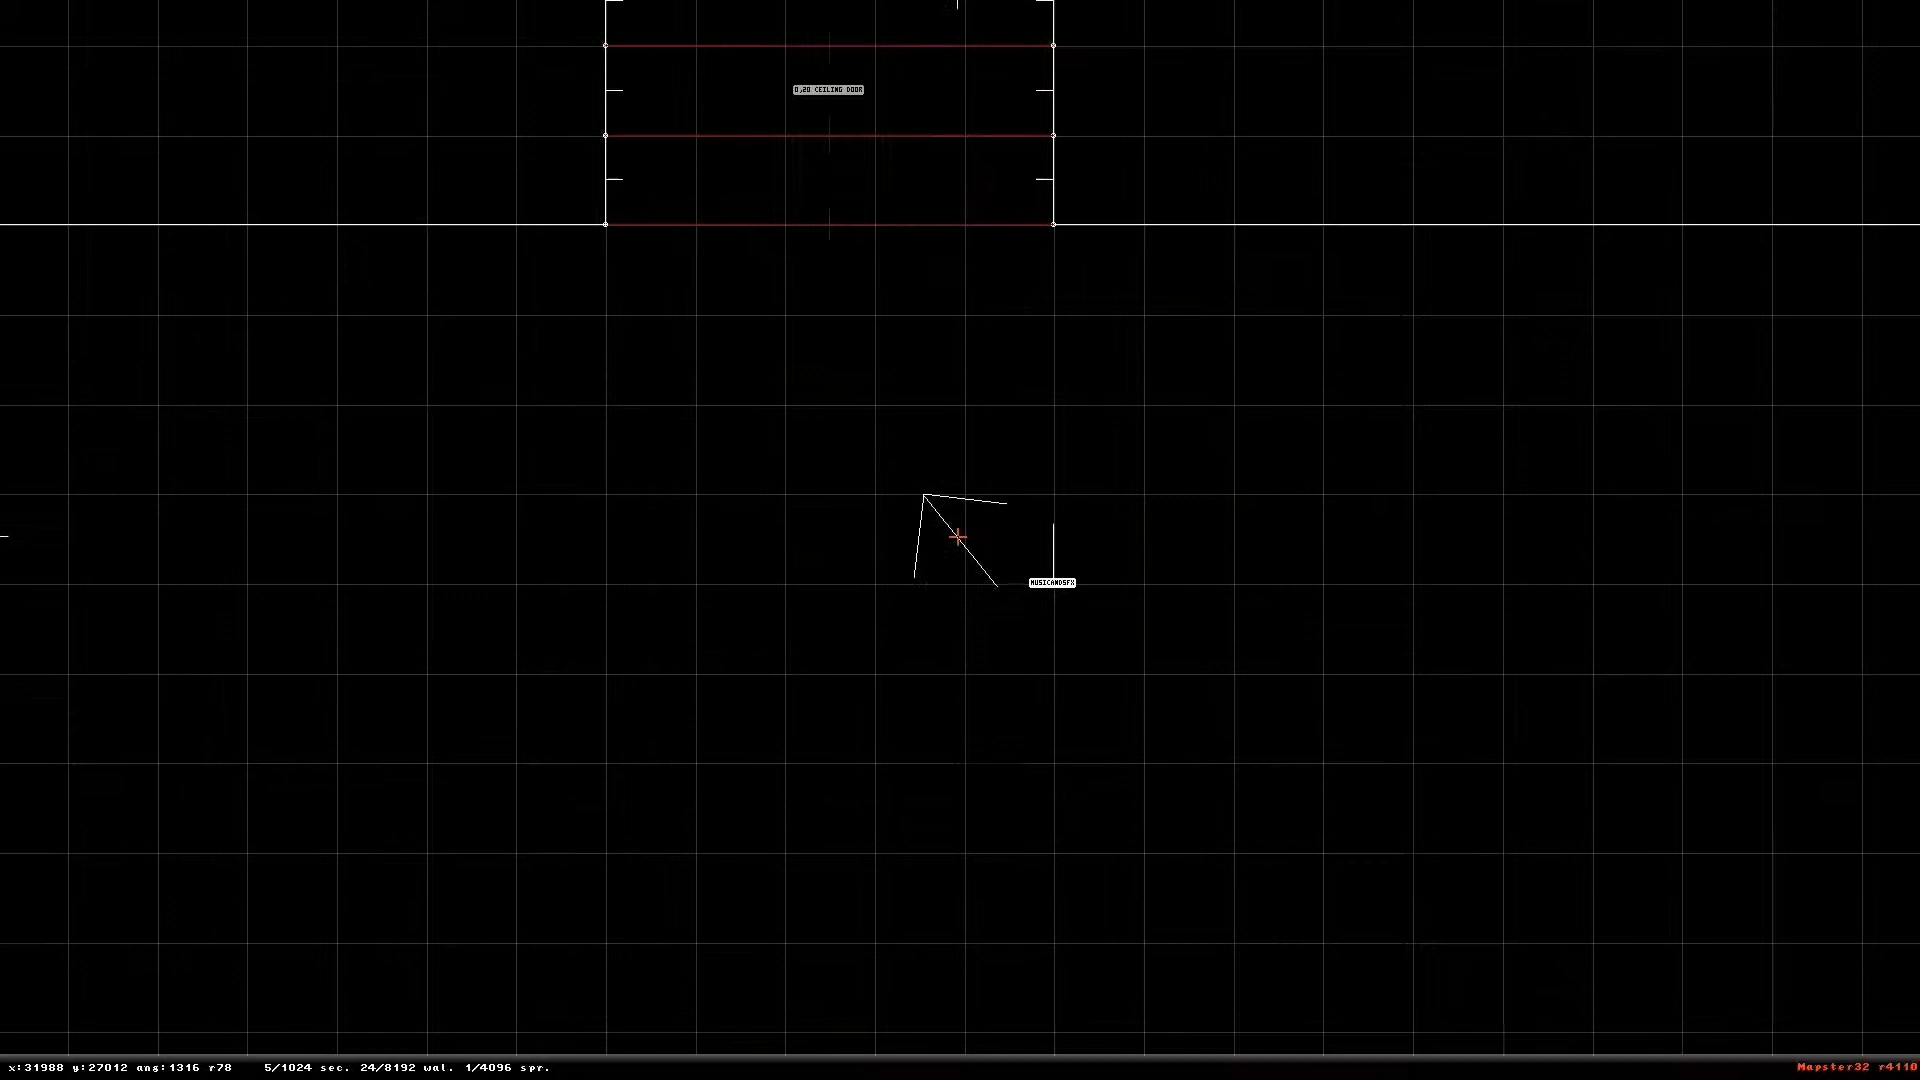 0,20 CEILING DOOR
MUSICANDSFX
x:31988 y:27012 ang:1316 r78 5/1024 sec. 24/8192 wal. 1/4096 spr.
Mapster32 r4110